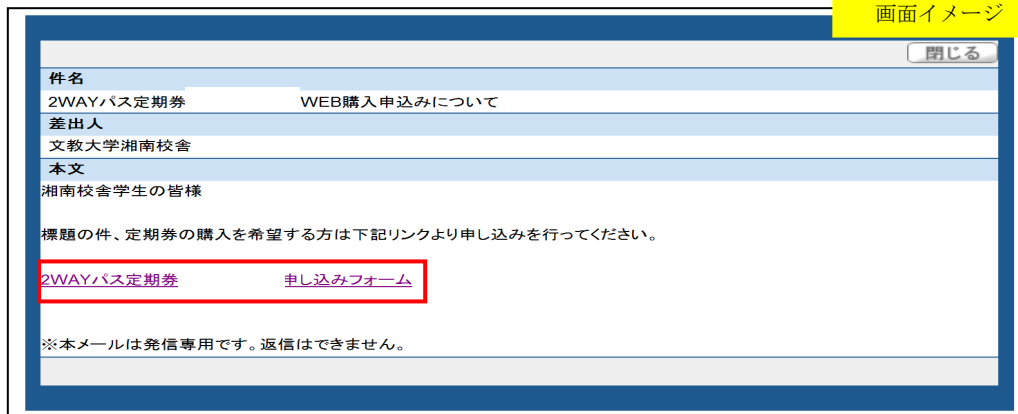 画面イメージ
閉じる
件名
2WAYパス定期券 WEB購入申込みについて
差出人
文教大学湘南校舎
本文
湘南校舎学生の皆様
標題の件、定期券の購入を希望する方は下記リンクより申し込みを行ってください。
2WAYパス定期券 申し込みフォーム
※本メールは発信専用です。返信はできません。